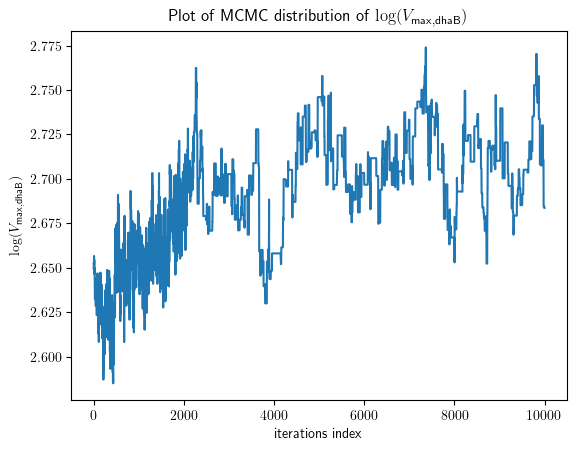 Plot of MCMC distribution of log(V_max,dhaB)
2.775
2.750
2.725
2.700
2.675
2.650
2.625
2.600
log(V_max,dhaB)
0 2000 4000 6000 8000 10000
iterations index